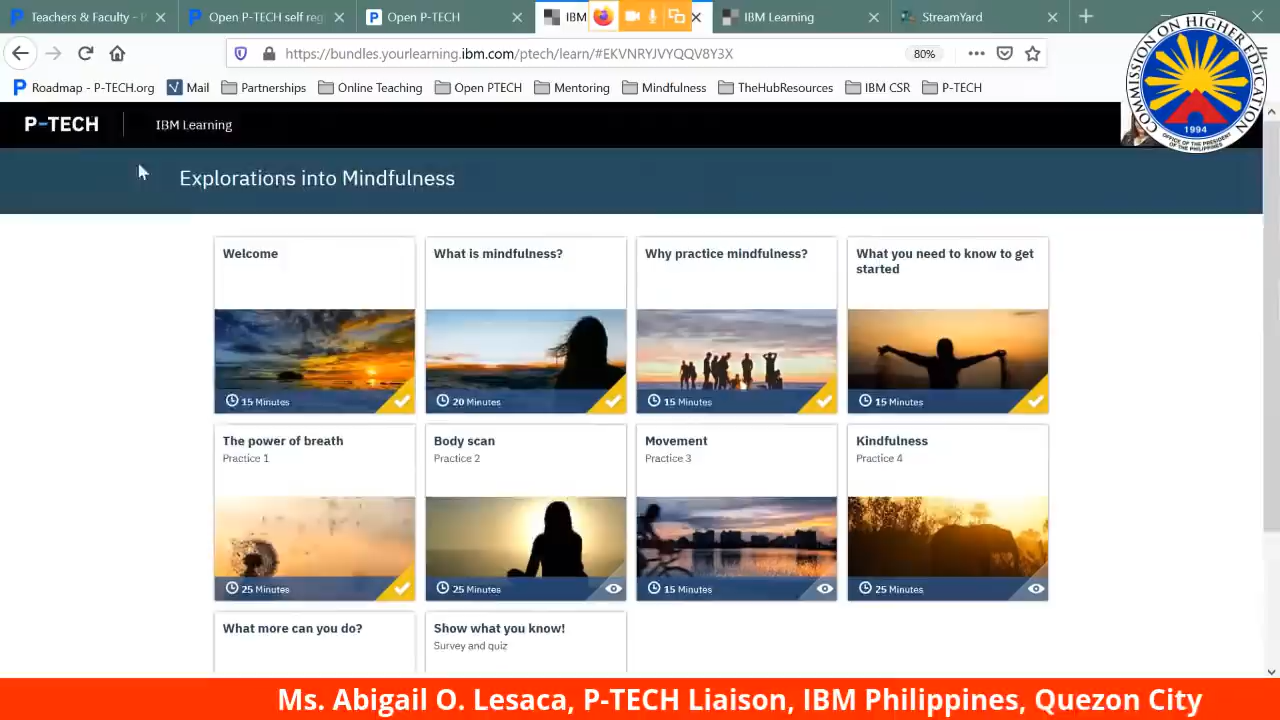 Teachers & Faculty - P
Open P-TECH self reg
Open P-TECH
IBM
IBM Learning
StreamYard
https://bundles.yourlearning.ibm.com/ptech/learn/#EKVNRYJVYQQV8Y3X
80%
Roadmap - P-TECH.org
Mail
Partnerships
Online Teaching
Open PTECH
Mentoring
Mindfulness
TheHubResources
IBM CSR
P-TECH
COMMISSION ON HIGHER EDUCATION
1994
OFFICE OF THE PRESIDENT
OF THE PHILIPPINES
P-TECH
IBM Learning
Explorations into Mindfulness
Welcome
15 Minutes
What is mindfulness?
20 Minutes
Why practice mindfulness?
15 Minutes
What you need to know to get
started
15 Minutes
The power of breath
Practice 1
25 Minutes
Body scan
Practice 2
25 Minutes
Movement
Practice 3
15 Minutes
Kindfulness
Practice 4
25 Minutes
What more can you do?
Show what you know!
Survey and quiz
Ms. Abigail O. Lesaca, P-TECH Liaison, IBM Philippines, Quezon City